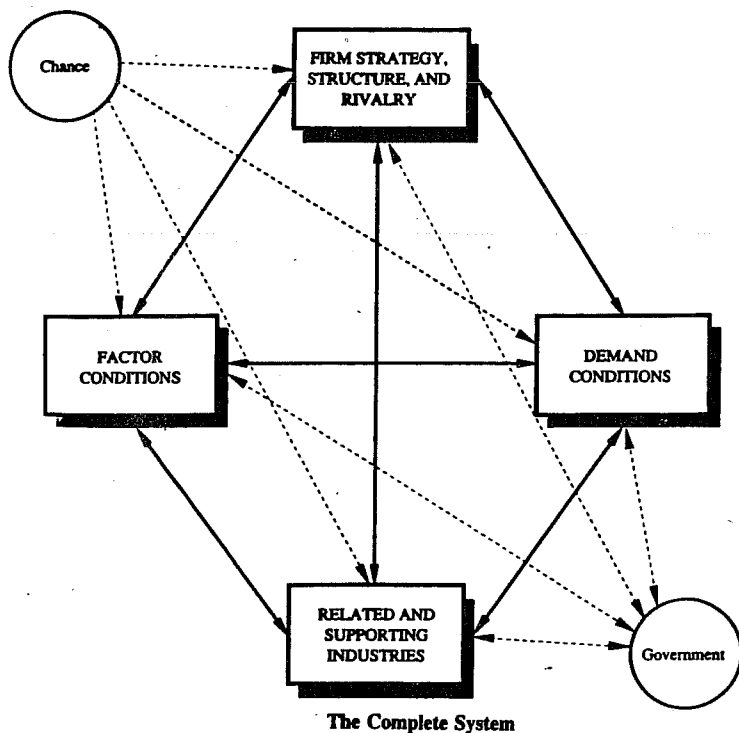 Chance
FIRM STRATEGY,
STRUCTURE, AND
RIVALRY
FACTOR
CONDITIONS
DEMAND
CONDITIONS
RELATED AND
SUPPORTING
INDUSTRIES
Government
The Complete System